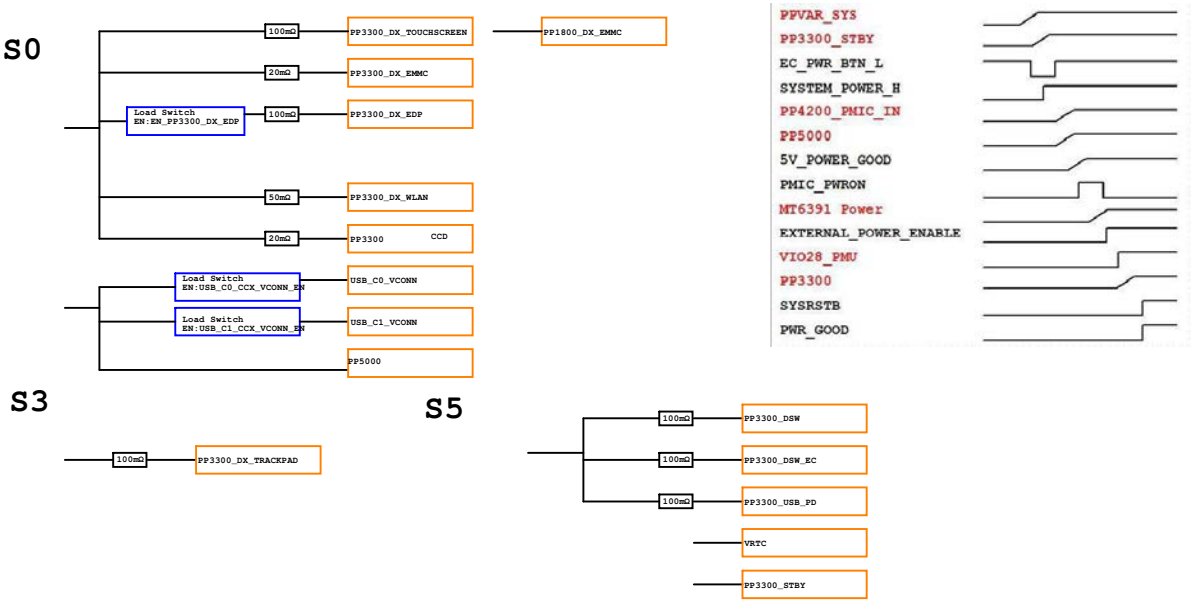 S0
100mΩ
PP3300_DX_TOUCHSCREEN
PP1800_DX_EMMC
20mΩ
PP3300_DX_EMMC
Load Switch
EN:EN_PP3300_DX_EDP
100mΩ
PP3300_DX_EDP
50mΩ
PP3300_DX_WLAN
20mΩ
PP3300 CCD
Load Switch
EN:USB_C0_CCX_VCONN_EN
USB_C0_VCONN
Load Switch
EN:USB_C1_CCX_VCONN_EN
USB_C1_VCONN
PP5000
PPVAR_SYS
PP3300_STBY
EC_PWR_BTN_L
SYSTEM_POWER_H
PP4200_PMIC_IN
PP5000
5V_POWER_GOOD
PMIC_PWRON
MT6391 Power
EXTERNAL_POWER_ENABLE
VIO28_PMU
PP3300
SYSRSTB
PWR_GOOD
S3
100mΩ
PP3300_DX_TRACKPAD
S5
100mΩ
PP3300_DSW
100mΩ
PP3300_DSW_EC
100mΩ
PP3300_USB_PD
VRTC
PP3300_STBY